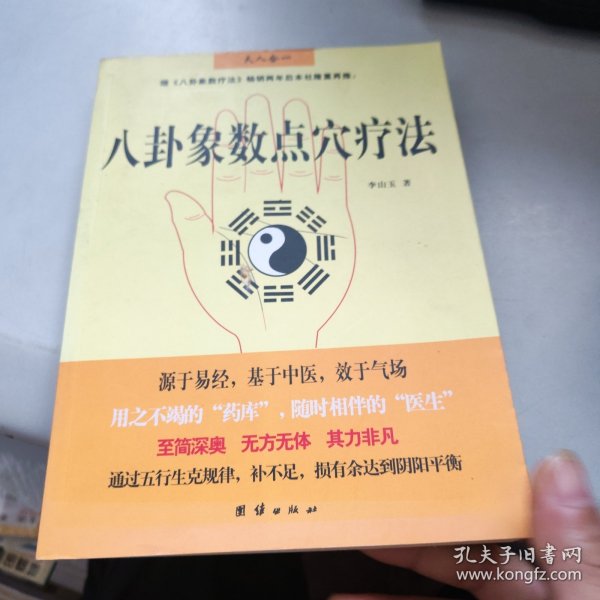 天人合一
继《八卦象数疗法》畅销两年后本社隆重再推：
八卦象数点穴疗法
李山玉 著
源于易经，基于中医，效于气场
用之不竭的“药库”，随时相伴的“医生”
至简深奥 无方无体 其力非凡
通过五行生克规律，补不足，损有余达到阴阳平衡
团结出版社
孔夫子旧书网
www.kongfz.com